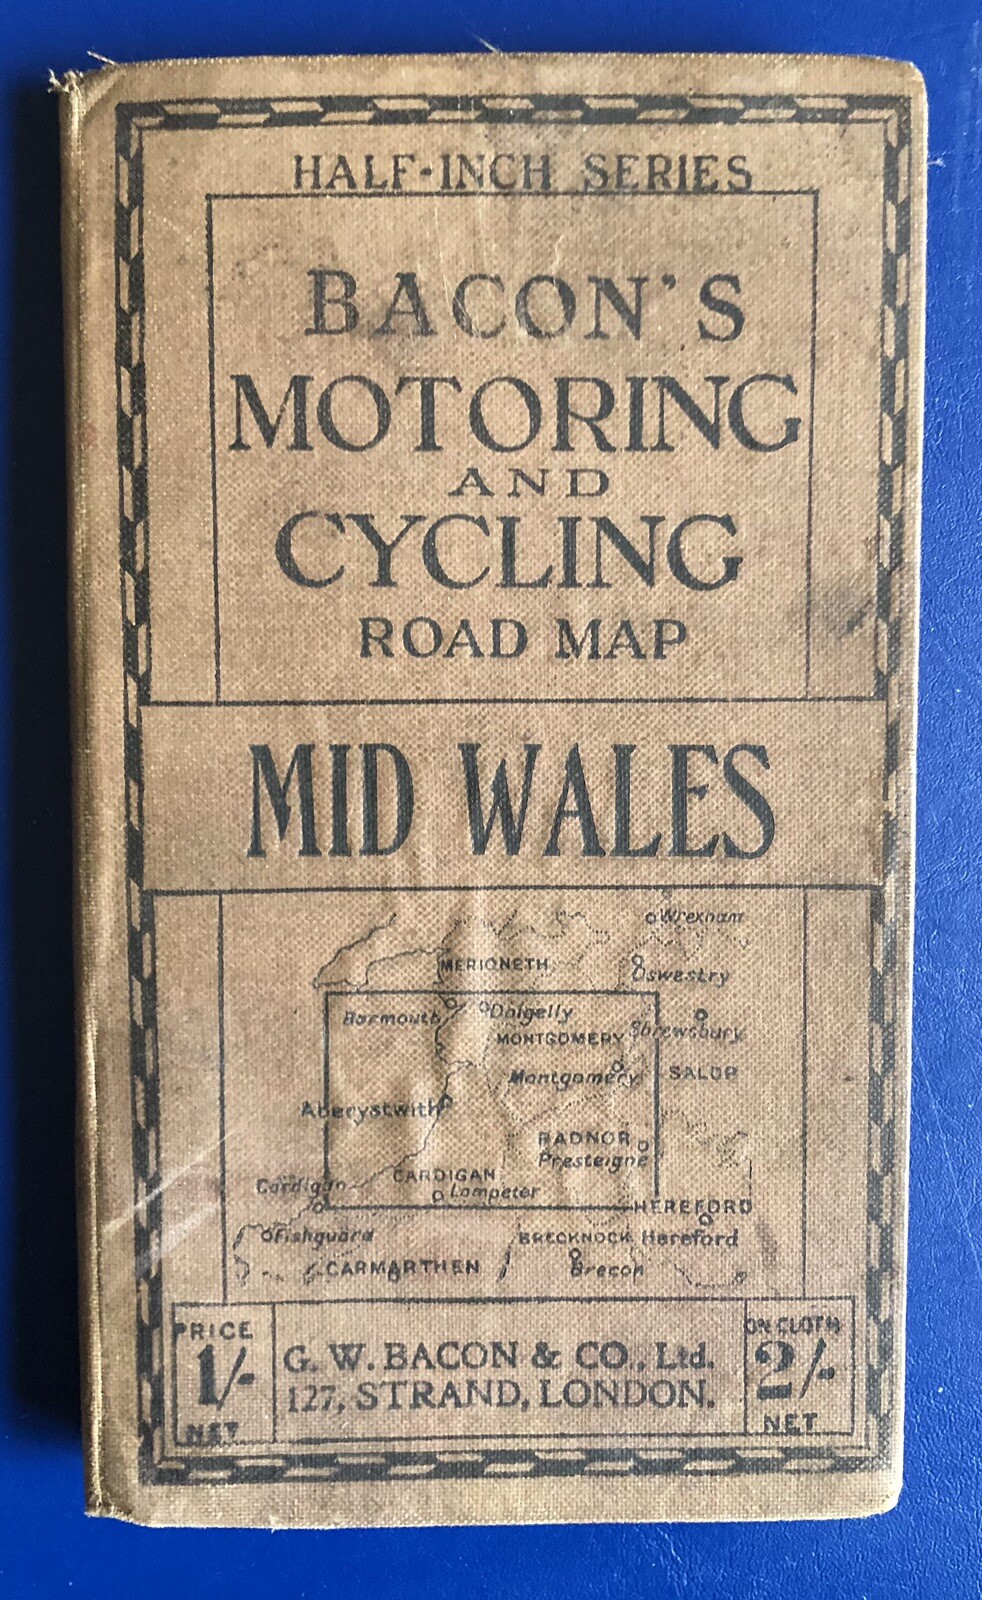 HALF-INCH SERIES
BACON'S
MOTORING
AND
CYCLING
ROAD MAP
MID WALES
Wrexham
MERIONETH
Oswestry
Barmouth
Dolgelly
MONTGOMERY
Shrewsbury
Montgomery
SALOP
Aberystwith
RADNOR
Presteigne
CARDIGAN
Cardigan
Lampeter
HEREFORD
Fishguard
BRECKNOCK
Hereford
CARMARTHEN
Brecon
PRICE
1/-
NET
G. W. BACON & CO., Ltd.
127, STRAND, LONDON.
ON CLOTH
2/-
NET